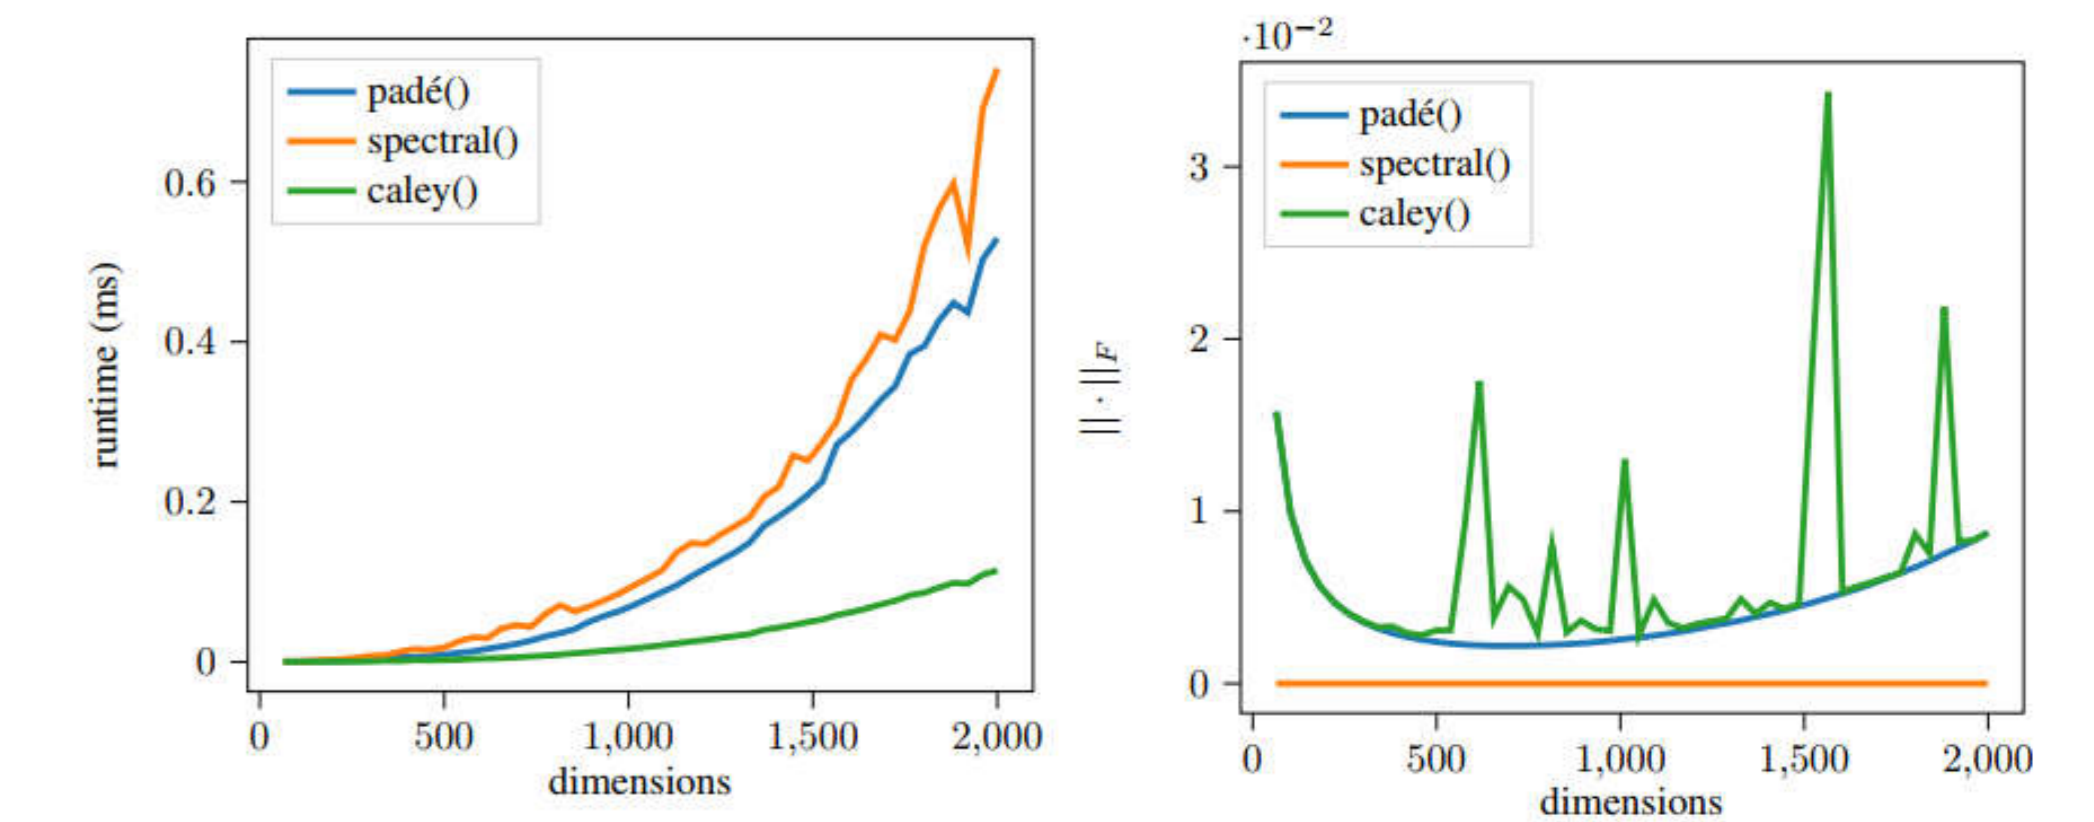 padé()
spectral()
caley()
0.6
0.4
0.2
0
runtime (ms)
0 500 1,000 1,500 2,000
dimensions
·10−2
padé()
spectral()
caley()
3
2
1
0
|| · ||F
0 500 1,000 1,500 2,000
dimensions